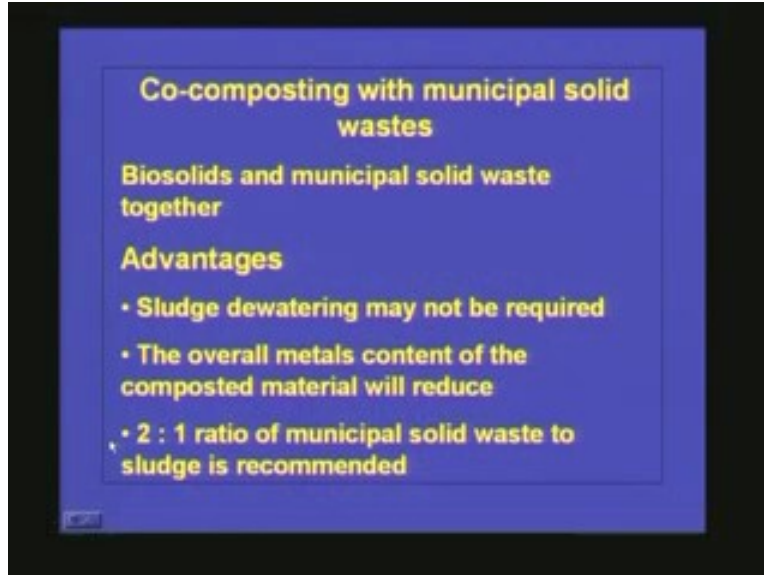 Co-composting with municipal solid
wastes
Biosolids and municipal solid waste
together
Advantages
• Sludge dewatering may not be required
• The overall metals content of the
composted material will reduce
• 2 : 1 ratio of municipal solid waste to
sludge is recommended